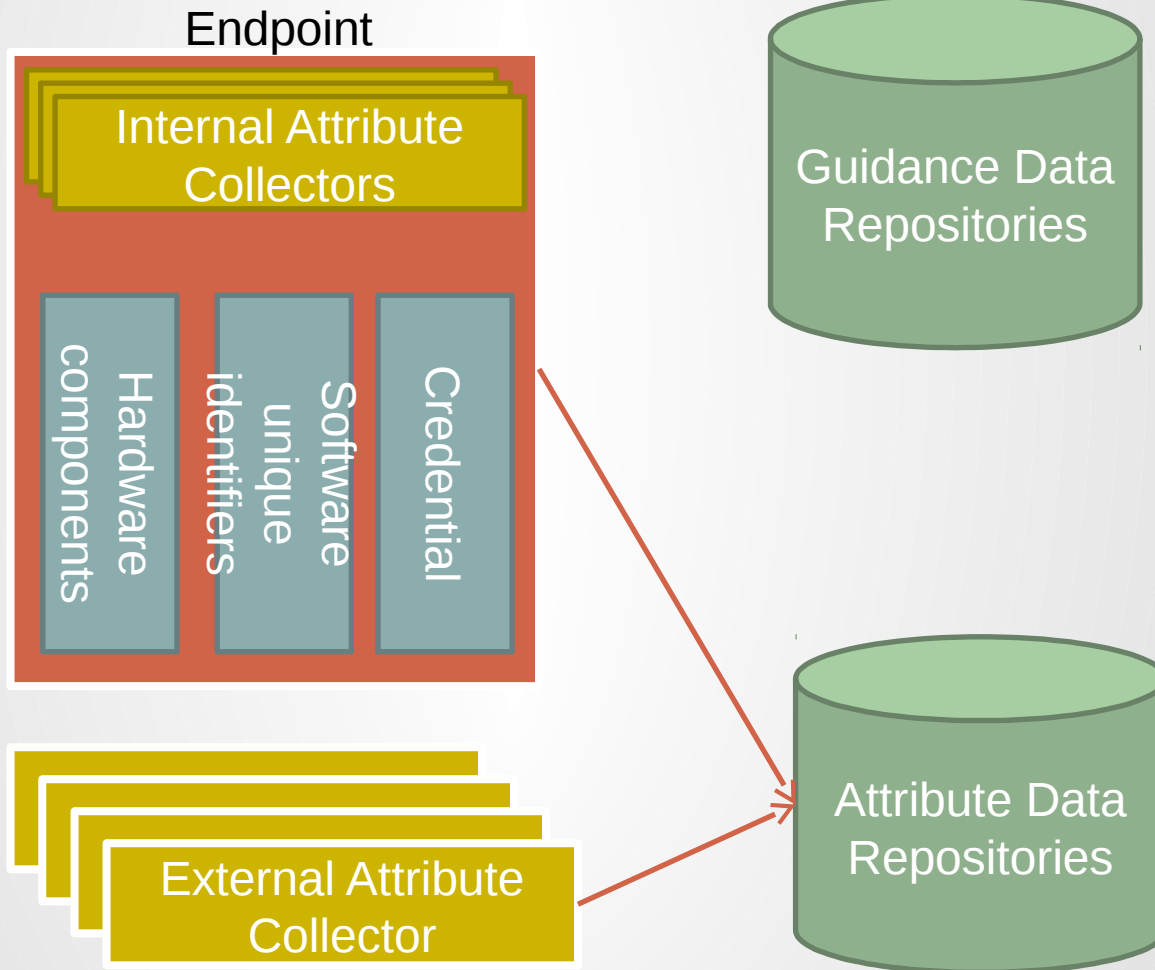 Endpoint
Internal Attribute
Collectors
Guidance Data
Repositories
Hardware
components
Software
unique
identifiers
Credential
Attribute Data
Repositories
External Attribute
Collector